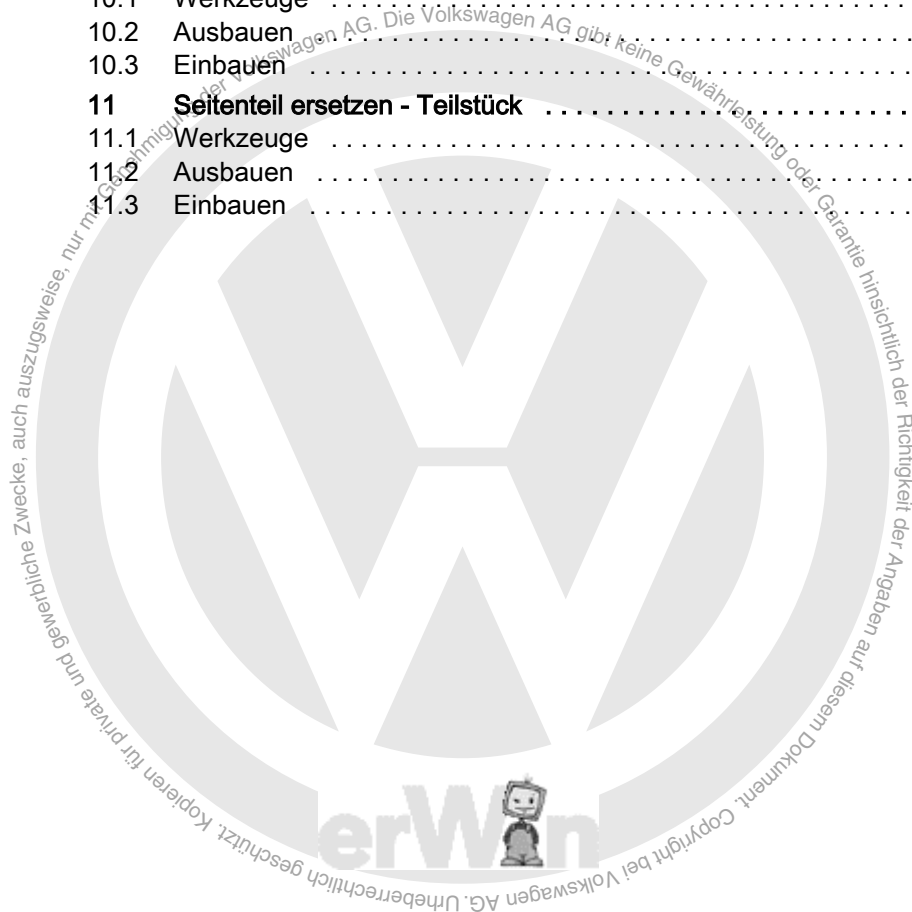 10.1 Werkzeuge . . . . . . . . . . . . . . . . . . . . . . . . . . . . . . . . . . . . . . . .
10.2 Ausbauen . . . . . . . . . . . . . . . . . . . . . . . . . . . . . . . . . . . . . . . .
10.3 Einbauen . . . . . . . . . . . . . . . . . . . . . . . . . . . . . . . . . . . . . . . .
11 Seitenteil ersetzen - Teilstück . . . . . . . . . . . . . . . . . . . . . . . .
11.1 Werkzeuge . . . . . . . . . . . . . . . . . . . . . . . . . . . . . . . . . . . . . . . .
11.2 Ausbauen . . . . . . . . . . . . . . . . . . . . . . . . . . . . . . . . . . . . . . . .
11.3 Einbauen . . . . . . . . . . . . . . . . . . . . . . . . . . . . . . . . . . . . . . . .
Urheberrechtlich geschützt. Kopieren für private und gewerbliche Zwecke, auch auszugsweise, nur mit Genehmigung der Volkswagen AG. Die Volkswagen AG gibt keine Gewährleistung oder Garantie hinsichtlich der Richtigkeit der Angaben auf diesem Dokument. Copyright bei Volkswagen AG.
erWin